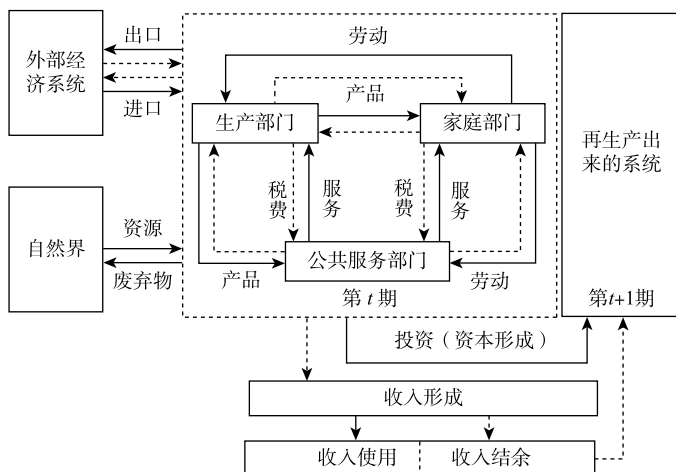 外部经
济系统
出口
进口
自然界
资源
废弃物
劳动
产品
生产部门
家庭部门
税费
服务
税费
服务
公共服务部门
产品
劳动
第 t 期
再生产出
来的系统
第t+1期
投资（资本形成）
收入形成
收入使用
收入结余